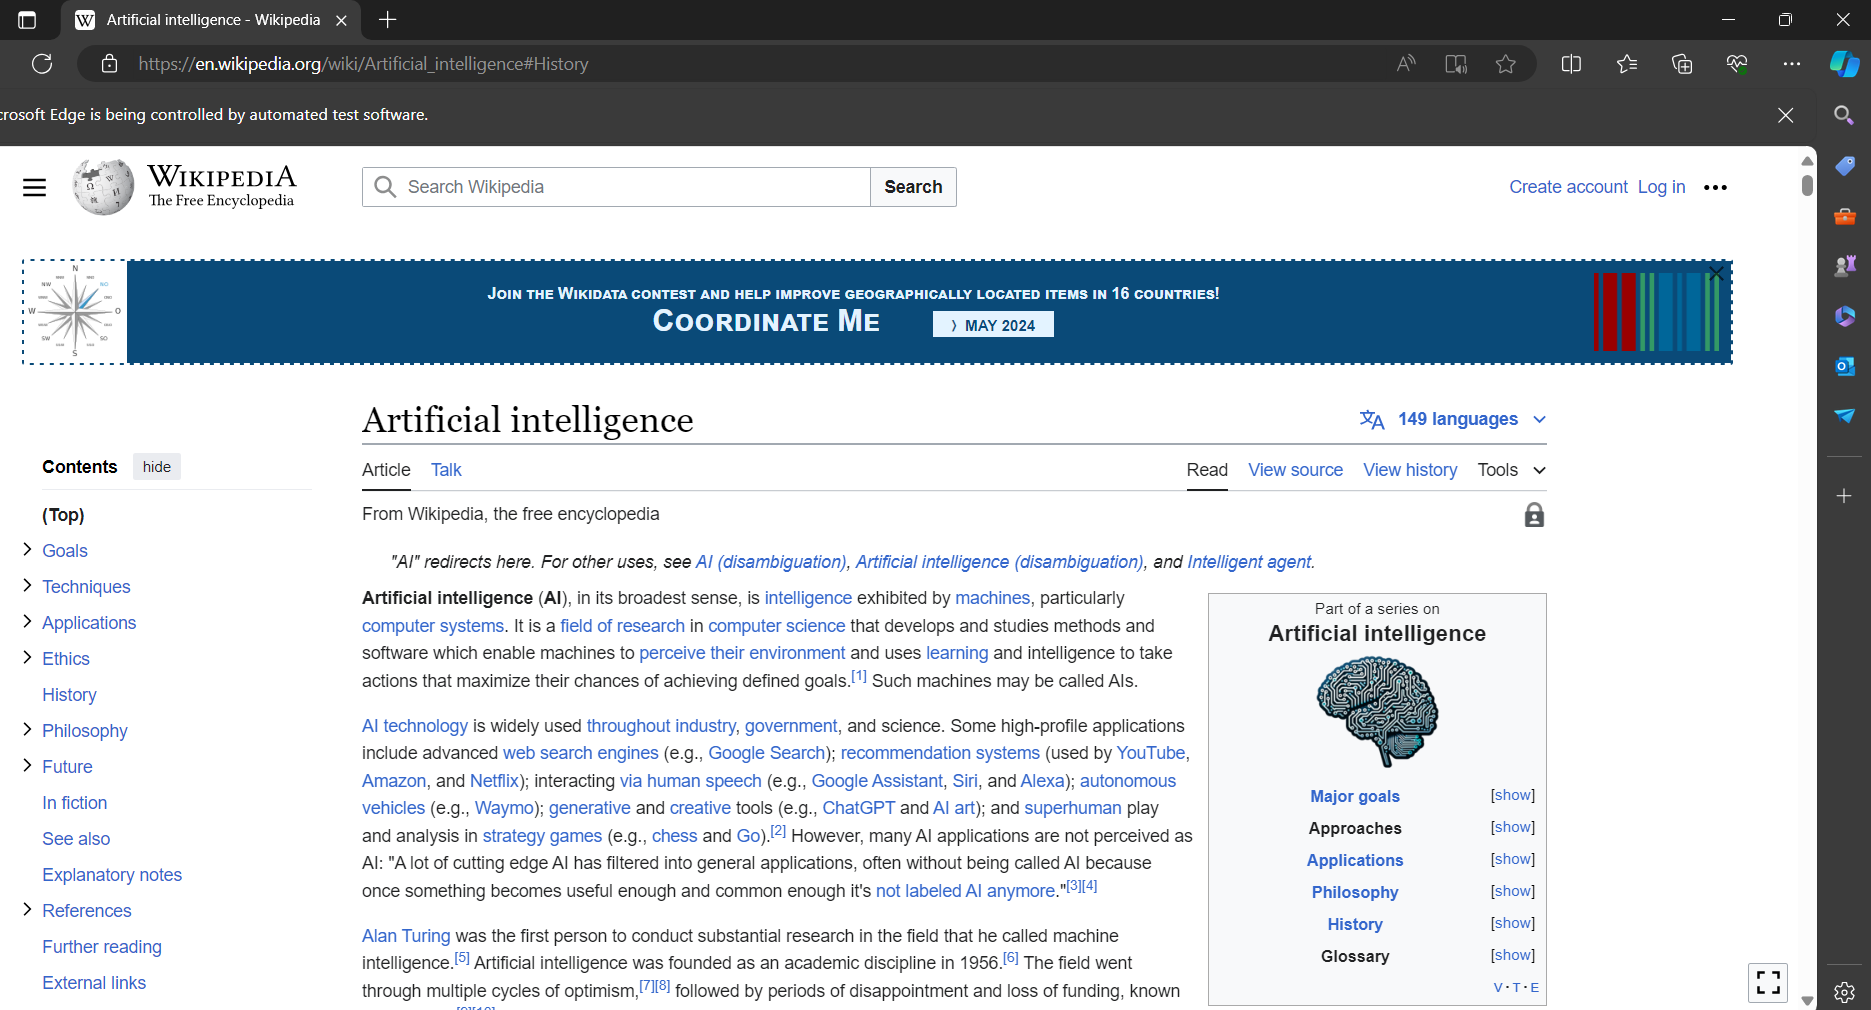 Artificial intelligence - Wikipedia
https://en.wikipedia.org/wiki/Artificial_intelligence#History
crosoft Edge is being controlled by automated test software.
WIKIPEDIA
The Free Encyclopedia
Search Wikipedia
Search
Create account Log in
JOIN THE WIKIDATA CONTEST AND HELP IMPROVE GEOGRAPHICALLY LOCATED ITEMS IN 16 COUNTRIES!
COORDINATE ME
〉 MAY 2024
N
W
O
S
NW
SW
SO
Artificial intelligence
149 languages
Contents hide
(Top)
Goals
Techniques
Applications
Ethics
History
Philosophy
Future
In fiction
See also
Explanatory notes
References
Further reading
External links
Article Talk
Read View source View history Tools
From Wikipedia, the free encyclopedia
"AI" redirects here. For other uses, see AI (disambiguation), Artificial intelligence (disambiguation), and Intelligent agent.
Artificial intelligence (AI), in its broadest sense, is intelligence exhibited by machines, particularly
computer systems. It is a field of research in computer science that develops and studies methods and
software which enable machines to perceive their environment and uses learning and intelligence to take
actions that maximize their chances of achieving defined goals.[1] Such machines may be called AIs.
AI technology is widely used throughout industry, government, and science. Some high-profile applications
include advanced web search engines (e.g., Google Search); recommendation systems (used by YouTube,
Amazon, and Netflix); interacting via human speech (e.g., Google Assistant, Siri, and Alexa); autonomous
vehicles (e.g., Waymo); generative and creative tools (e.g., ChatGPT and AI art); and superhuman play
and analysis in strategy games (e.g., chess and Go).[2] However, many AI applications are not perceived as
AI: "A lot of cutting edge AI has filtered into general applications, often without being called AI because
once something becomes useful enough and common enough it's not labeled AI anymore."[3][4]
Alan Turing was the first person to conduct substantial research in the field that he called machine
intelligence.[5] Artificial intelligence was founded as an academic discipline in 1956.[6] The field went
through multiple cycles of optimism,[7][8] followed by periods of disappointment and loss of funding, known
Part of a series on
Artificial intelligence
Major goals [show]
Approaches [show]
Applications [show]
Philosophy [show]
History [show]
Glossary [show]
V · T · E